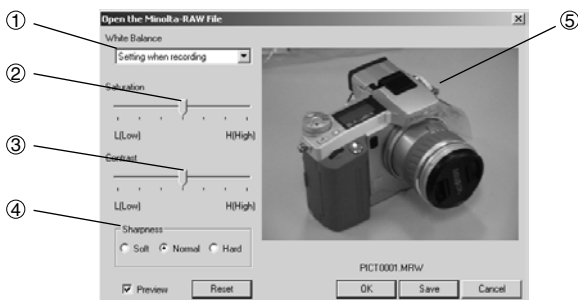 Open the Minolta-RAW File
① White Balance ⑤
Setting when recording
② Saturation
L(Low) H(High)
③ Contrast
L(Low) H(High)
④ Sharpness
Soft Normal Hard
PICT0001.MRW
Preview Reset OK Save Cancel